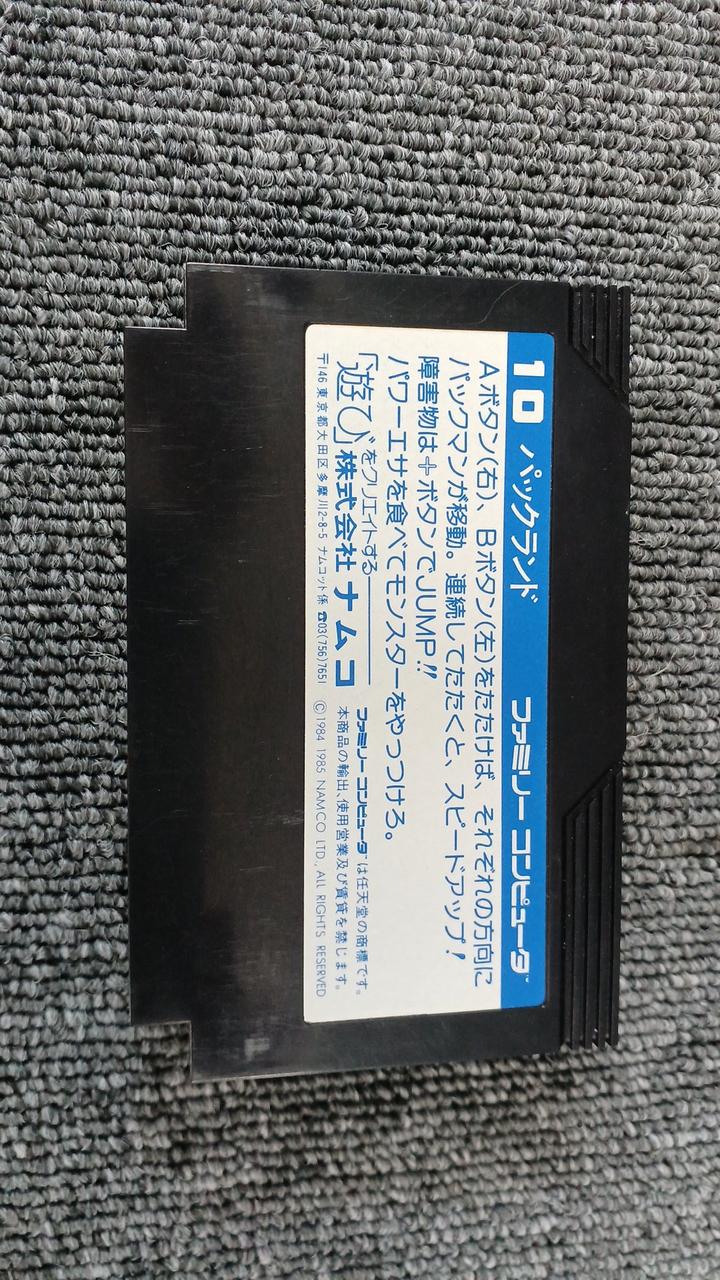 10 パックランド ファミリー コンピュータ™
Aボタン(右)、Bボタン(左)をたたけば、それぞれの方向に
パックマンが移動。連続してたたくと、スピードアップ!
障害物は+ボタンでJUMP!!
パワーエサを食べてモンスターをやっつけろ。
「遊び」をクリエイトする
株式会社 ナムコ
〒146 東京都大田区多摩川2-8-5 ナムコット係 ☎03(756)7651
ファミリー コンピュータ™は任天堂の商標です。
本商品の輸出、使用営業及び賃貸を禁じます。
©1984 1985 NAMCO LTD., ALL RIGHTS RESERVED